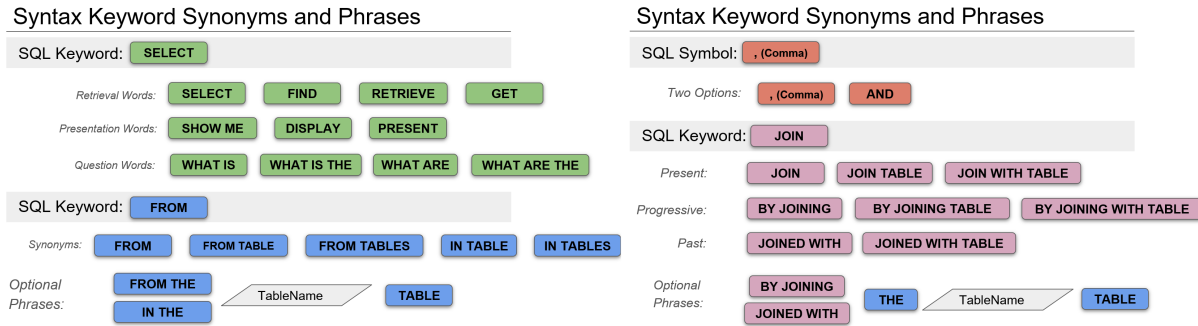 Syntax Keyword Synonyms and Phrases
SQL Keyword: SELECT
Retrieval Words: SELECT FIND RETRIEVE GET
Presentation Words: SHOW ME DISPLAY PRESENT
Question Words: WHAT IS WHAT IS THE WHAT ARE WHAT ARE THE
SQL Keyword: FROM
Synonyms: FROM FROM TABLE FROM TABLES IN TABLE IN TABLES
Optional Phrases: FROM THE IN THE TableName TABLE
Syntax Keyword Synonyms and Phrases
SQL Symbol: , (Comma)
Two Options: , (Comma) AND
SQL Keyword: JOIN
Present: JOIN JOIN TABLE JOIN WITH TABLE
Progressive: BY JOINING BY JOINING TABLE BY JOINING WITH TABLE
Past: JOINED WITH JOINED WITH TABLE
Optional Phrases: BY JOINING JOINED WITH THE TableName TABLE